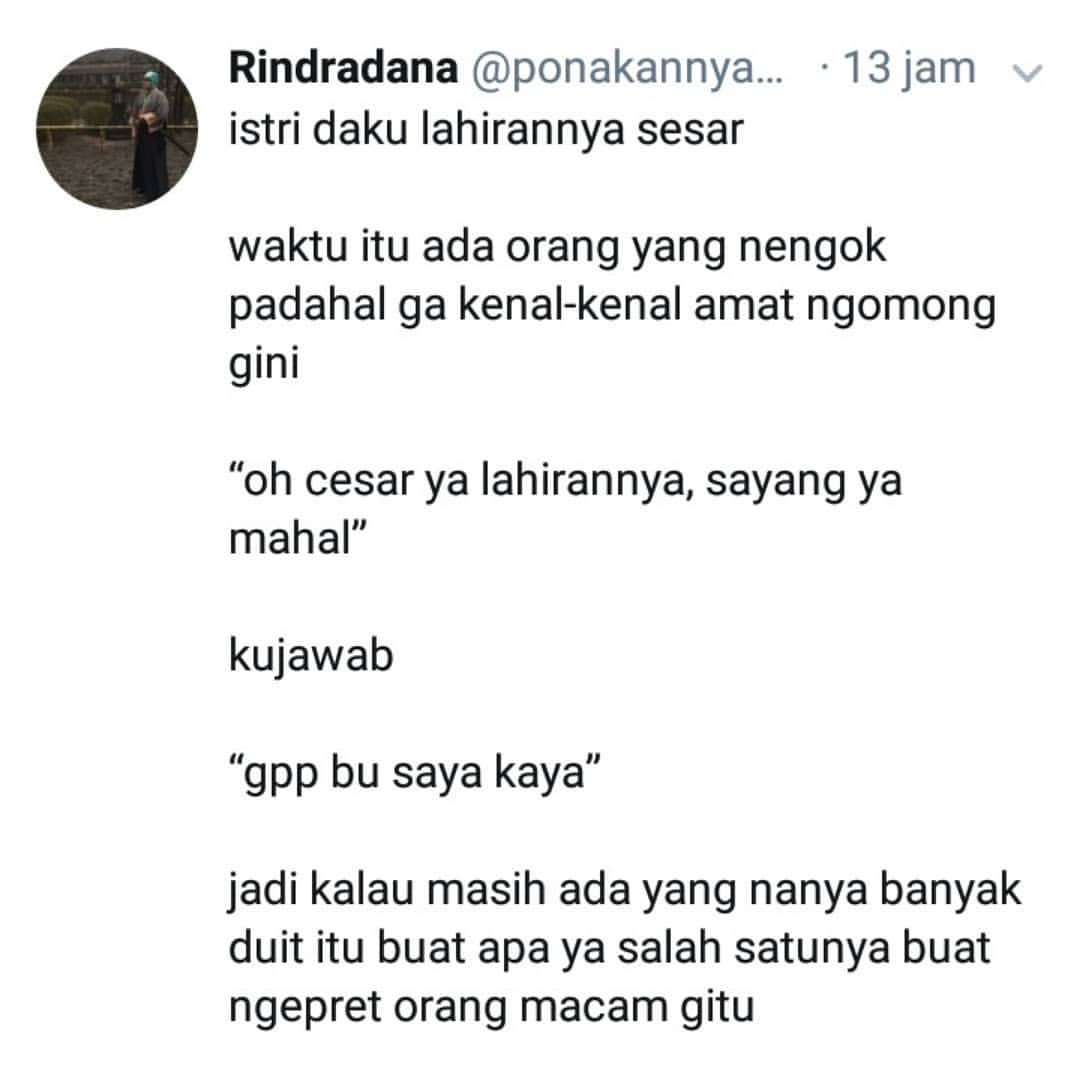 Rindradana @ponakannya... · 13 jam
istri daku lahirannya sesar
waktu itu ada orang yang nengok
padahal ga kenal-kenal amat ngomong
gini
“oh cesar ya lahirannya, sayang ya
mahal”
kujawab
“gpp bu saya kaya”
jadi kalau masih ada yang nanya banyak
duit itu buat apa ya salah satunya buat
ngepret orang macam gitu